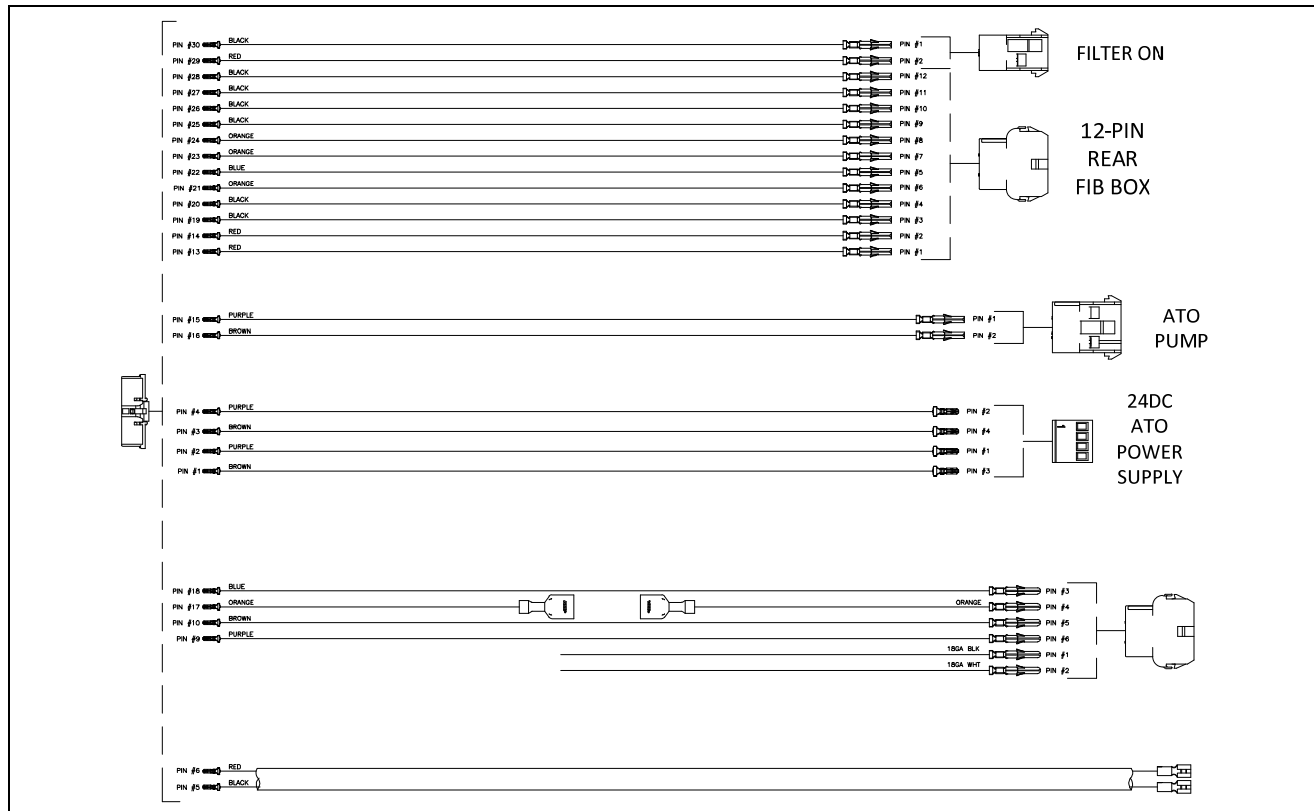 PIN #30 BLACK PIN #1
PIN #29 RED PIN #2
FILTER ON
PIN #28 BLACK PIN #12
PIN #27 BLACK PIN #11
PIN #26 BLACK PIN #10
PIN #25 BLACK PIN #9
PIN #24 ORANGE PIN #8
PIN #23 ORANGE PIN #7
PIN #22 BLUE PIN #5
PIN #21 ORANGE PIN #6
PIN #20 BLACK PIN #4
PIN #19 BLACK PIN #3
PIN #14 RED PIN #2
PIN #13 RED PIN #1
12-PIN
REAR
FIB BOX
PIN #15 PURPLE PIN #1
PIN #16 BROWN PIN #2
ATO
PUMP
PIN #4 PURPLE PIN #2
PIN #3 BROWN PIN #4
PIN #2 PURPLE PIN #1
PIN #1 BROWN PIN #3
24DC
ATO
POWER
SUPPLY
PIN #18 BLUE PIN #3
PIN #17 ORANGE ORANGE PIN #4
PIN #10 BROWN PIN #5
PIN #9 PURPLE PIN #6
18GA BLK PIN #1
18GA WHT PIN #2
PIN #6 RED
PIN #5 BLACK